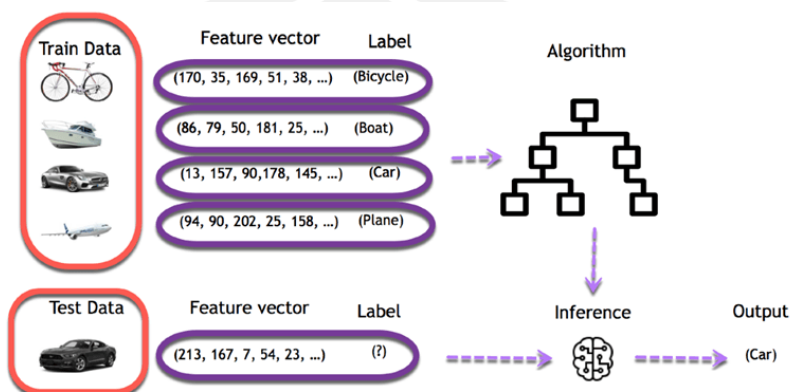 Train Data
Feature vector
Label
Algorithm
(170, 35, 169, 51, 38, ...)
(Bicycle)
(86, 79, 50, 181, 25, ...)
(Boat)
(13, 157, 90,178, 145, ...)
(Car)
(94, 90, 202, 25, 158, ...)
(Plane)
Test Data
Feature vector
Label
Inference
Output
(213, 167, 7, 54, 23, ...)
(?)
(Car)